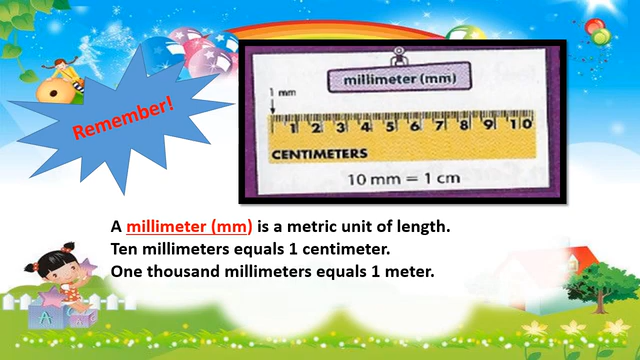 Remember!
millimeter (mm)
1 mm
1 2 3 4 5 6 7 8 9 10
CENTIMETERS
10 mm = 1 cm
A millimeter (mm) is a metric unit of length.
Ten millimeters equals 1 centimeter.
One thousand millimeters equals 1 meter.
A